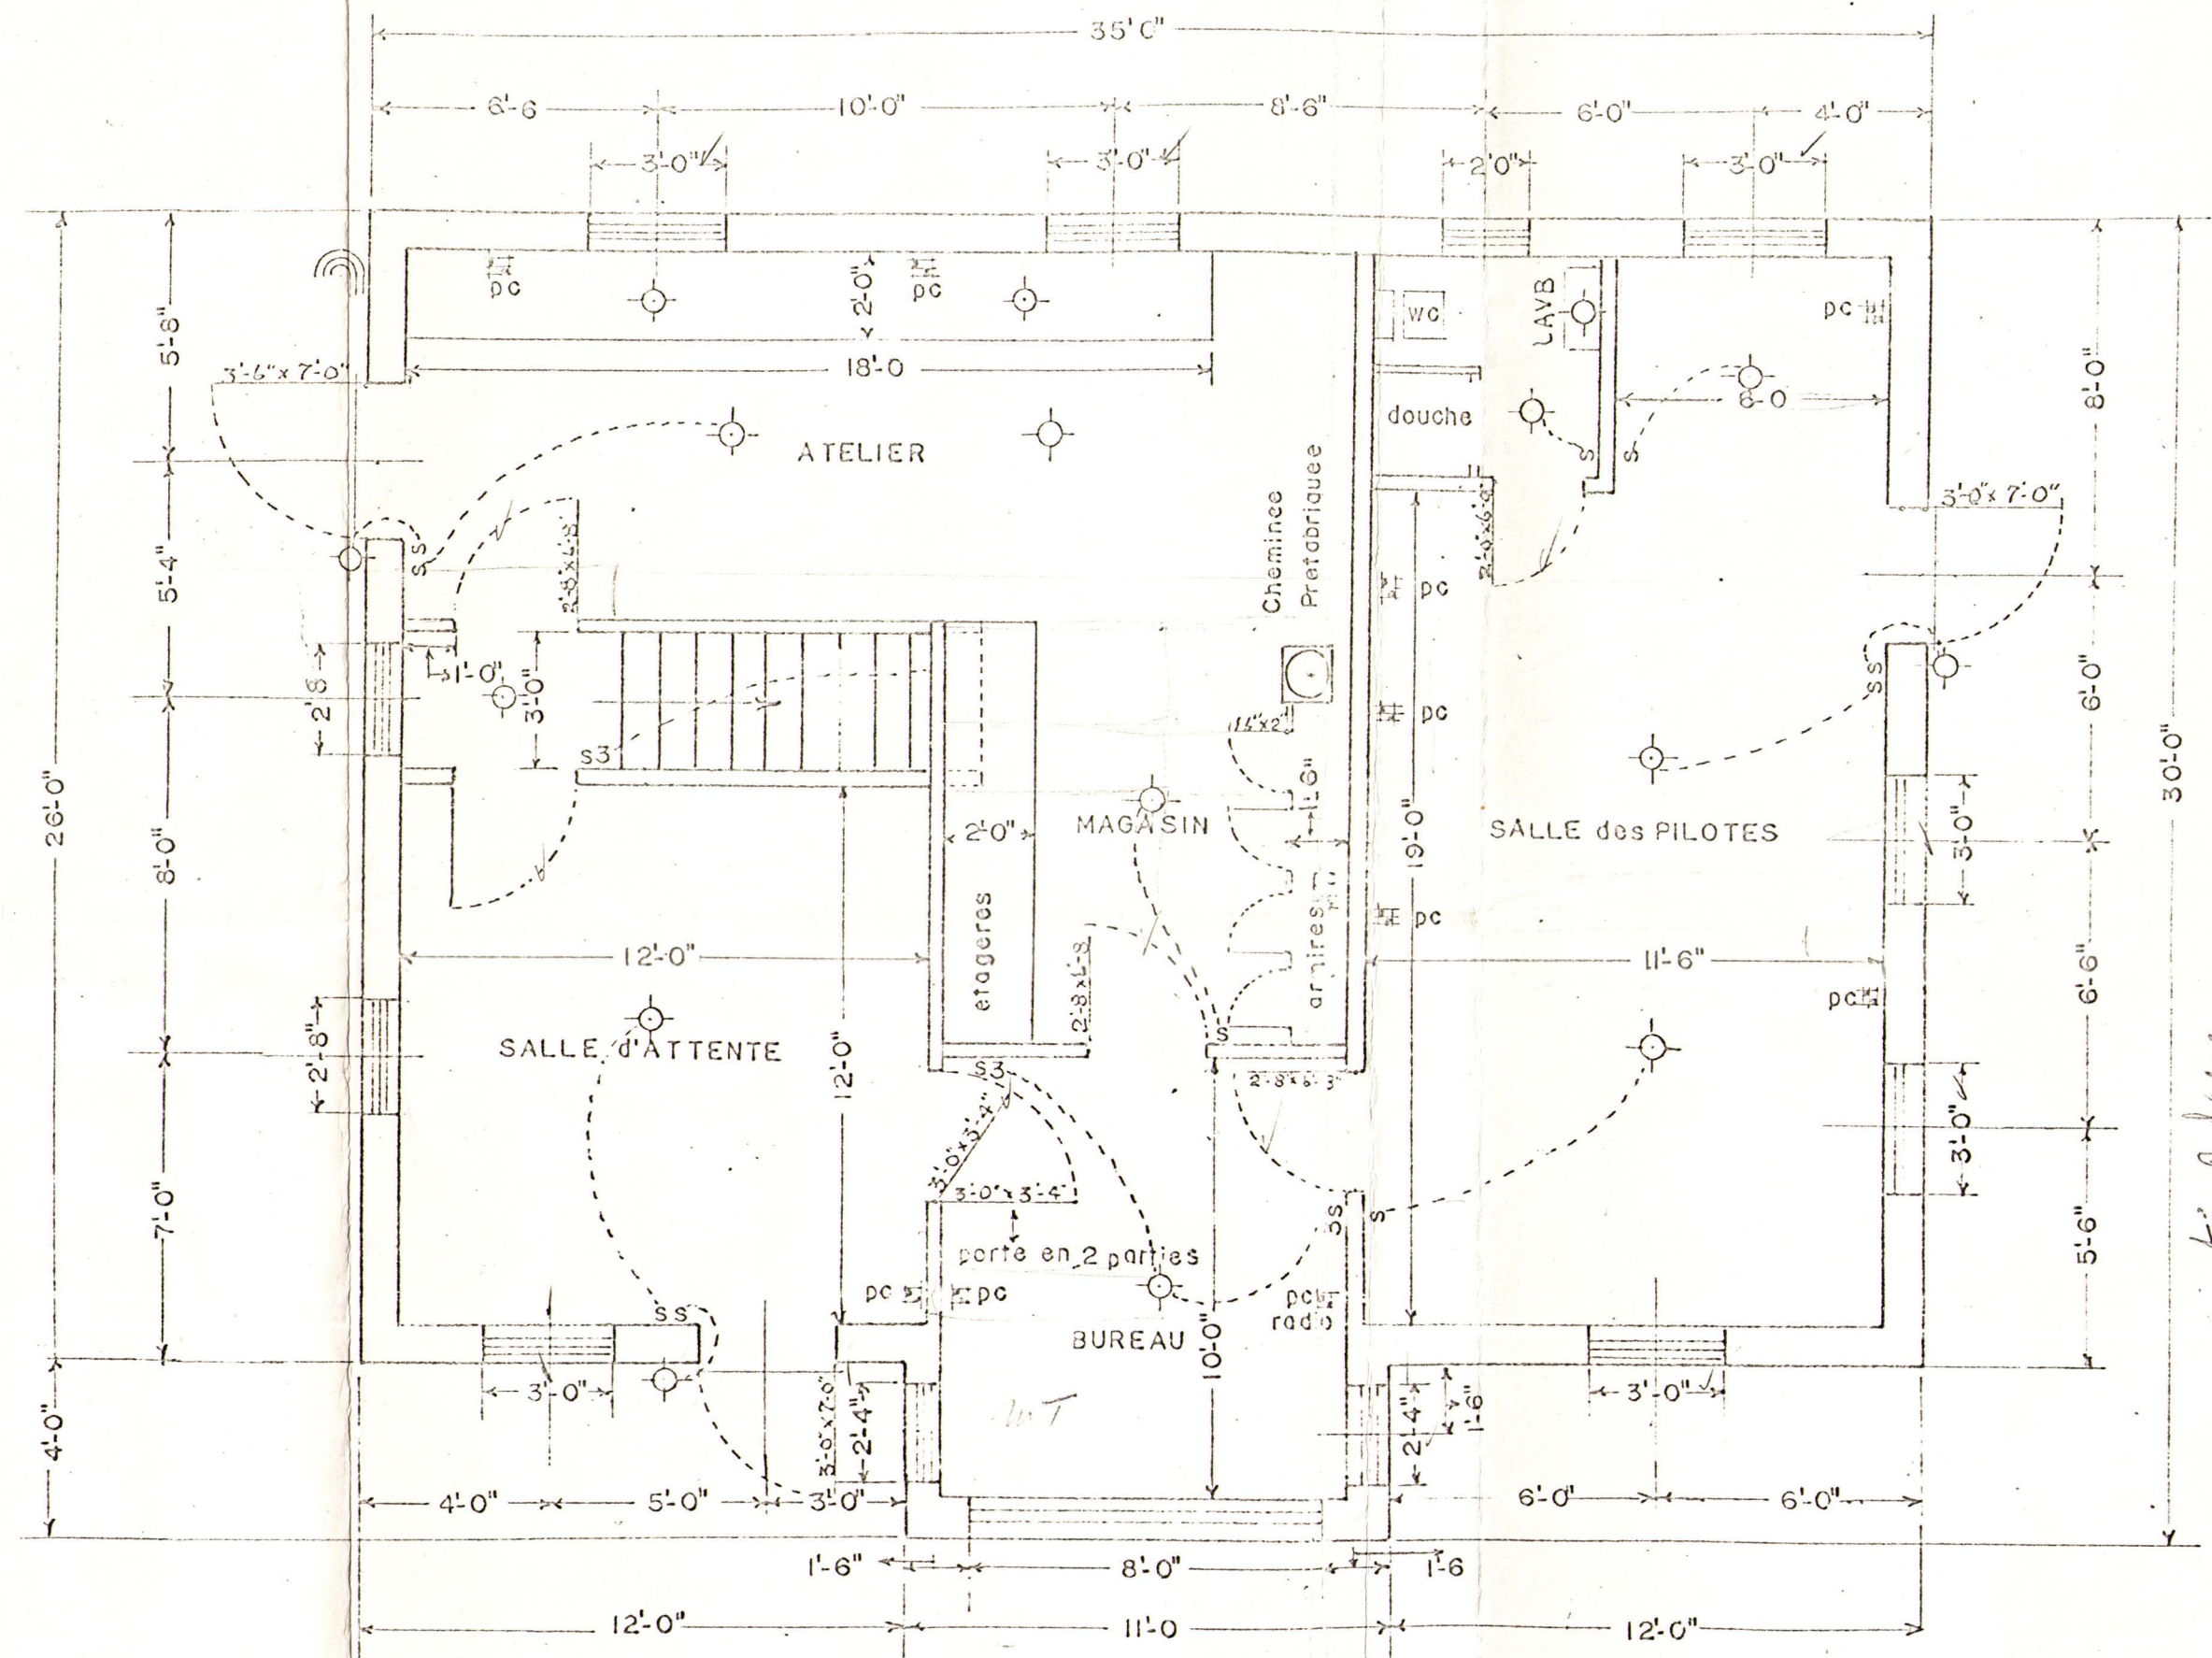 35'0"
6'-6 10'-0" 8'-6" 6'-0" 4'-0"
3'-0" 3'-0" 2'0" 3'-0"
pc 2'-0" pc wc LAVB pc
5'-8" 3'-6"x 7'-0" 18'-0 8'-0"
ATELIER douche 6-0
Cheminee
Prefabriquee
3'-0"x 7'-0"
5'-4" S S S S
pc
1'-0"
2'-8" 3'-0" pc 6'-0"
S3 S S
1'-6"
26'-0" 8'-0" 2'-0" MAGASIN 19'-0" SALLE des PILOTES 3'-0" 30'-0"
etageres armires pc
12'-0" 11'-6" 6'-6"
pc
SALLE d'ATTENTE 12'-0" S
2'-8" S3
3'-0"x3'-4" 3'-0"
3'-0"x 3'-4"
7'-0" S S S 5'-6"
porte en 2 parties
pc pc pc
radio
S S BUREAU 10'-0"
3'-0" 3'-0"
4'-0" 3'-0"x7'-0" 2'-4" 2'-4" 1'-6"
4'-0" 5'-0" 3'-0" 6'-0" 6'-0"
1'-6" 8'-0" 1'-6
12'-0" 11'-0 12'-0"